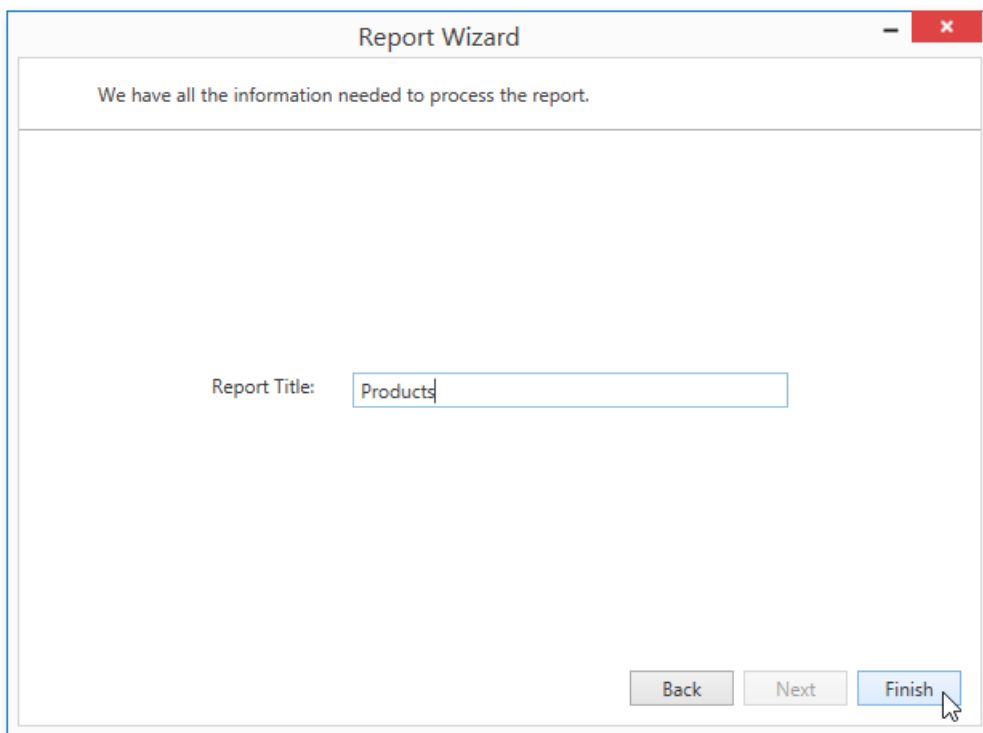 Report Wizard
We have all the information needed to process the report.
Report Title: Products
Back Next Finish